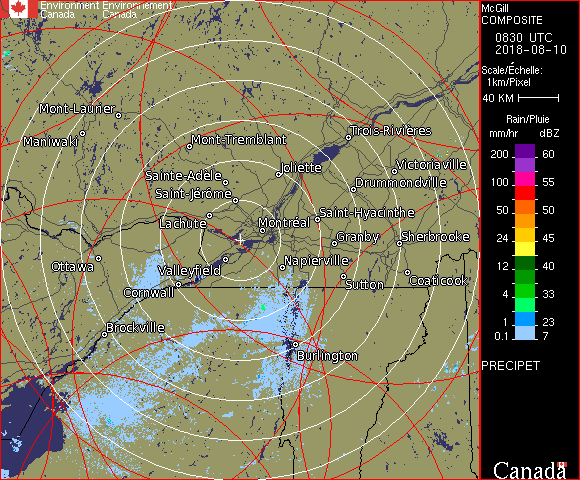 Environment Environnement
Canada Canada
McGill
COMPOSITE
0830 UTC
2018-08-10
Scale/Échelle:
1km/Pixel
40 KM
Rain/Pluie
mm/hr dBZ
200 60
155 55
100 55
50 50
24 45
12 40
4 33
1 23
0.1 7
PRECIPET
Canada
Mont-Laurier
Maniwaki
Mont-Tremblant
Trois-Rivières
Joliette
Victoriaville
Sainte-Adèle
Drummondville
Saint-Jérôme
Lachute
Saint-Hyacinthe
Montréal
Granby
Sherbrooke
Ottawa
Valleyfield
Napierville
Cornwall
Sutton
Coaticook
Brockville
Burlington